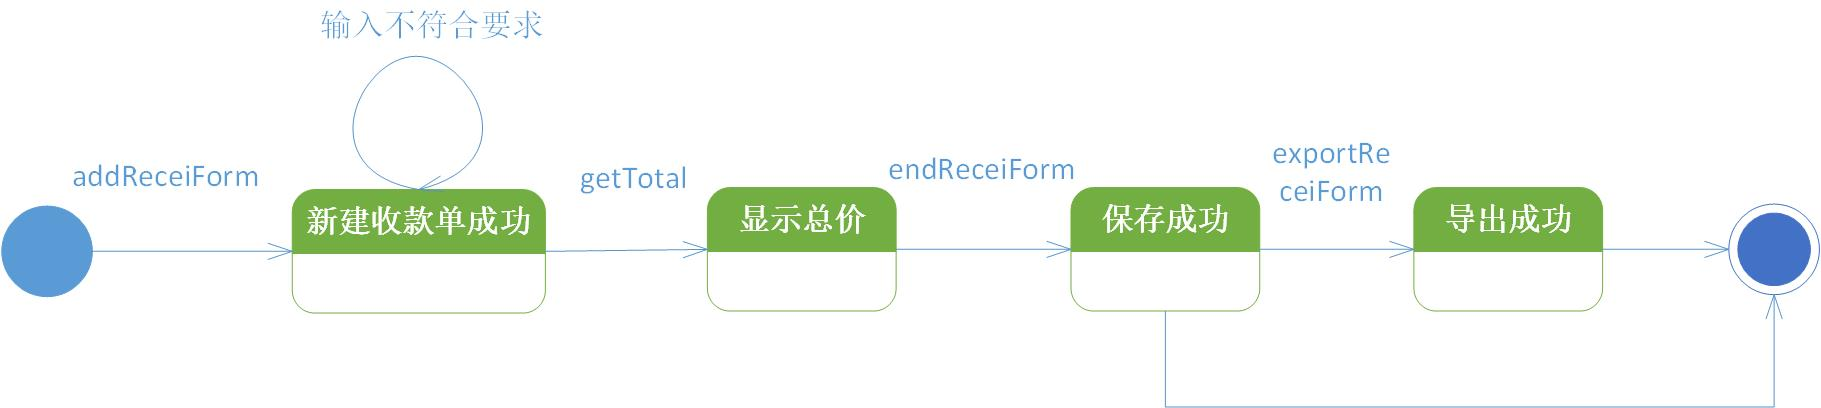 输入不符合要求
addReceiForm
新建收款单成功
getTotal
显示总价
endReceiForm
保存成功
exportRe
ceiForm
导出成功